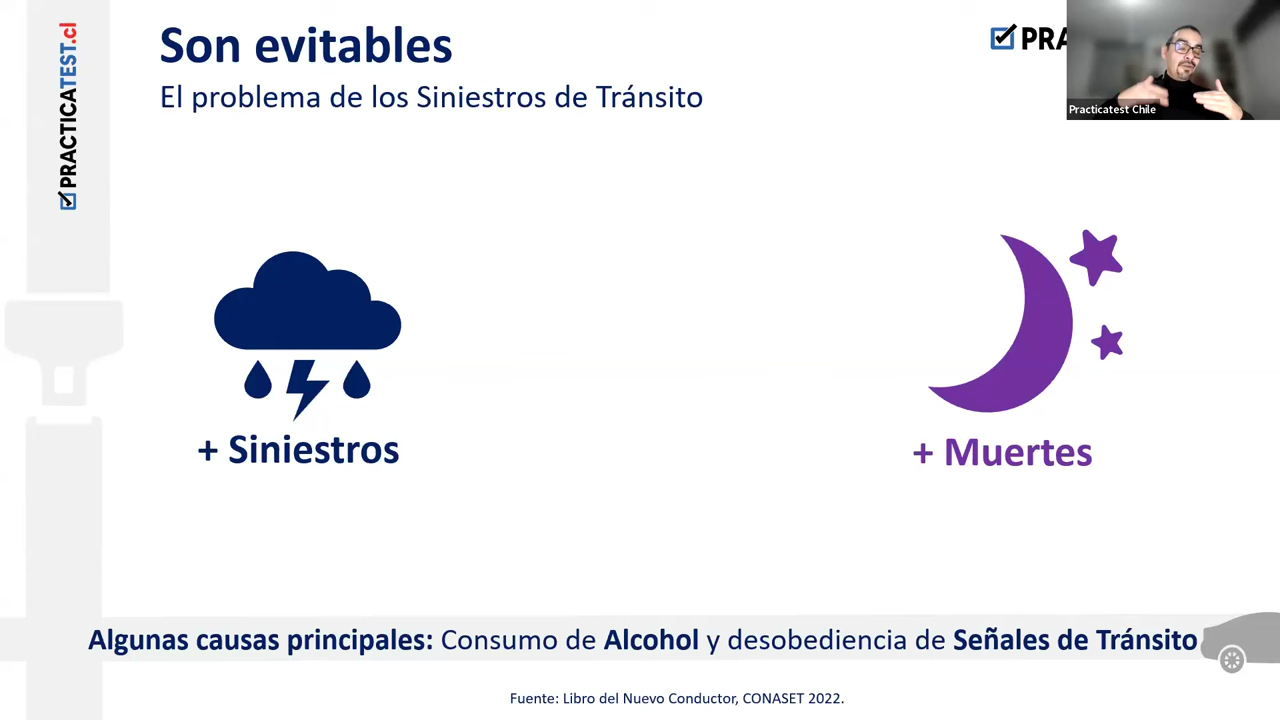 Son evitables
El problema de los Siniestros de Tránsito
PRACTICATEST.cl
Practicatest Chile
+ Siniestros
+ Muertes
Algunas causas principales: Consumo de Alcohol y desobediencia de Señales de Tránsito
Fuente: Libro del Nuevo Conductor, CONASET 2022.